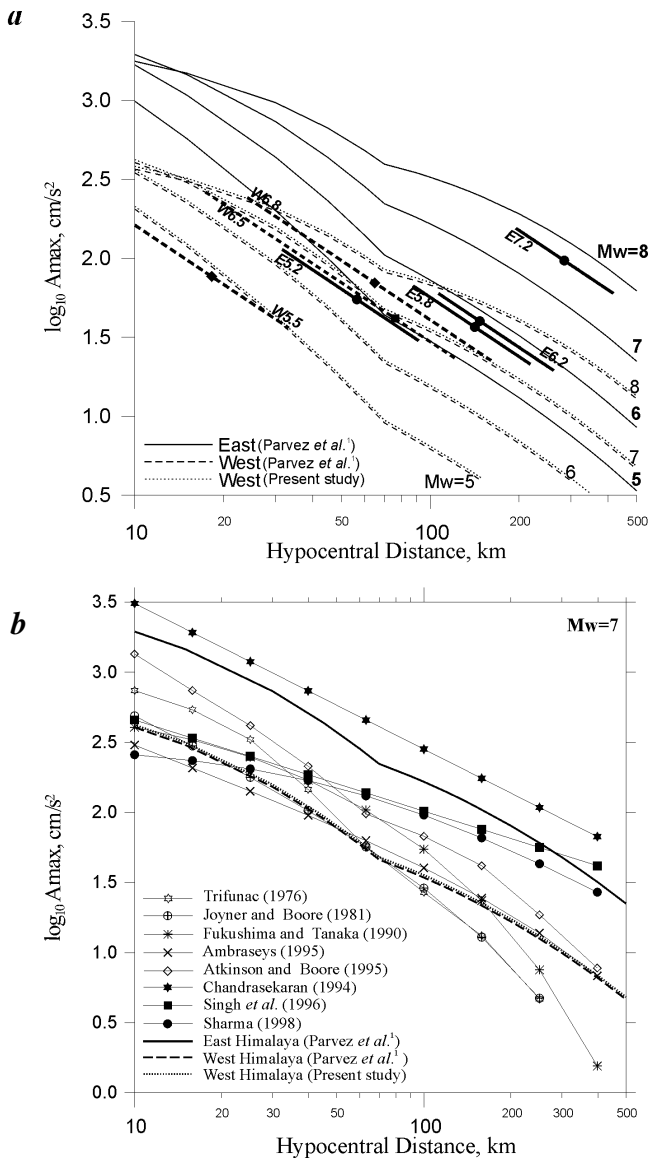 a
3.5
3.0
2.5
2.0
1.5
1.0
0.5
log10 Amax, cm/s2
W6.8
W6.5
E5.2
W5.5
E7.2
E5.8
E6.2
Mw=8
7
8
6
7
5
6
Mw=5
East (Parvez et al.1)
West (Parvez et al.1)
West (Present study)
10 20 50 100 200 500
Hypocentral Distance, km
b
Mw=7
3.5
3.0
2.5
2.0
1.5
1.0
0.5
0.0
log10 Amax, cm/s2
Trifunac (1976)
Joyner and Boore (1981)
Fukushima and Tanaka (1990)
Ambraseys (1995)
Atkinson and Boore (1995)
Chandrasekaran (1994)
Singh et al. (1996)
Sharma (1998)
East Himalaya (Parvez et al.1)
West Himalaya (Parvez et al.1)
West Himalaya (Present study)
10 20 30 50 100 200 300 500
Hypocentral Distance, km